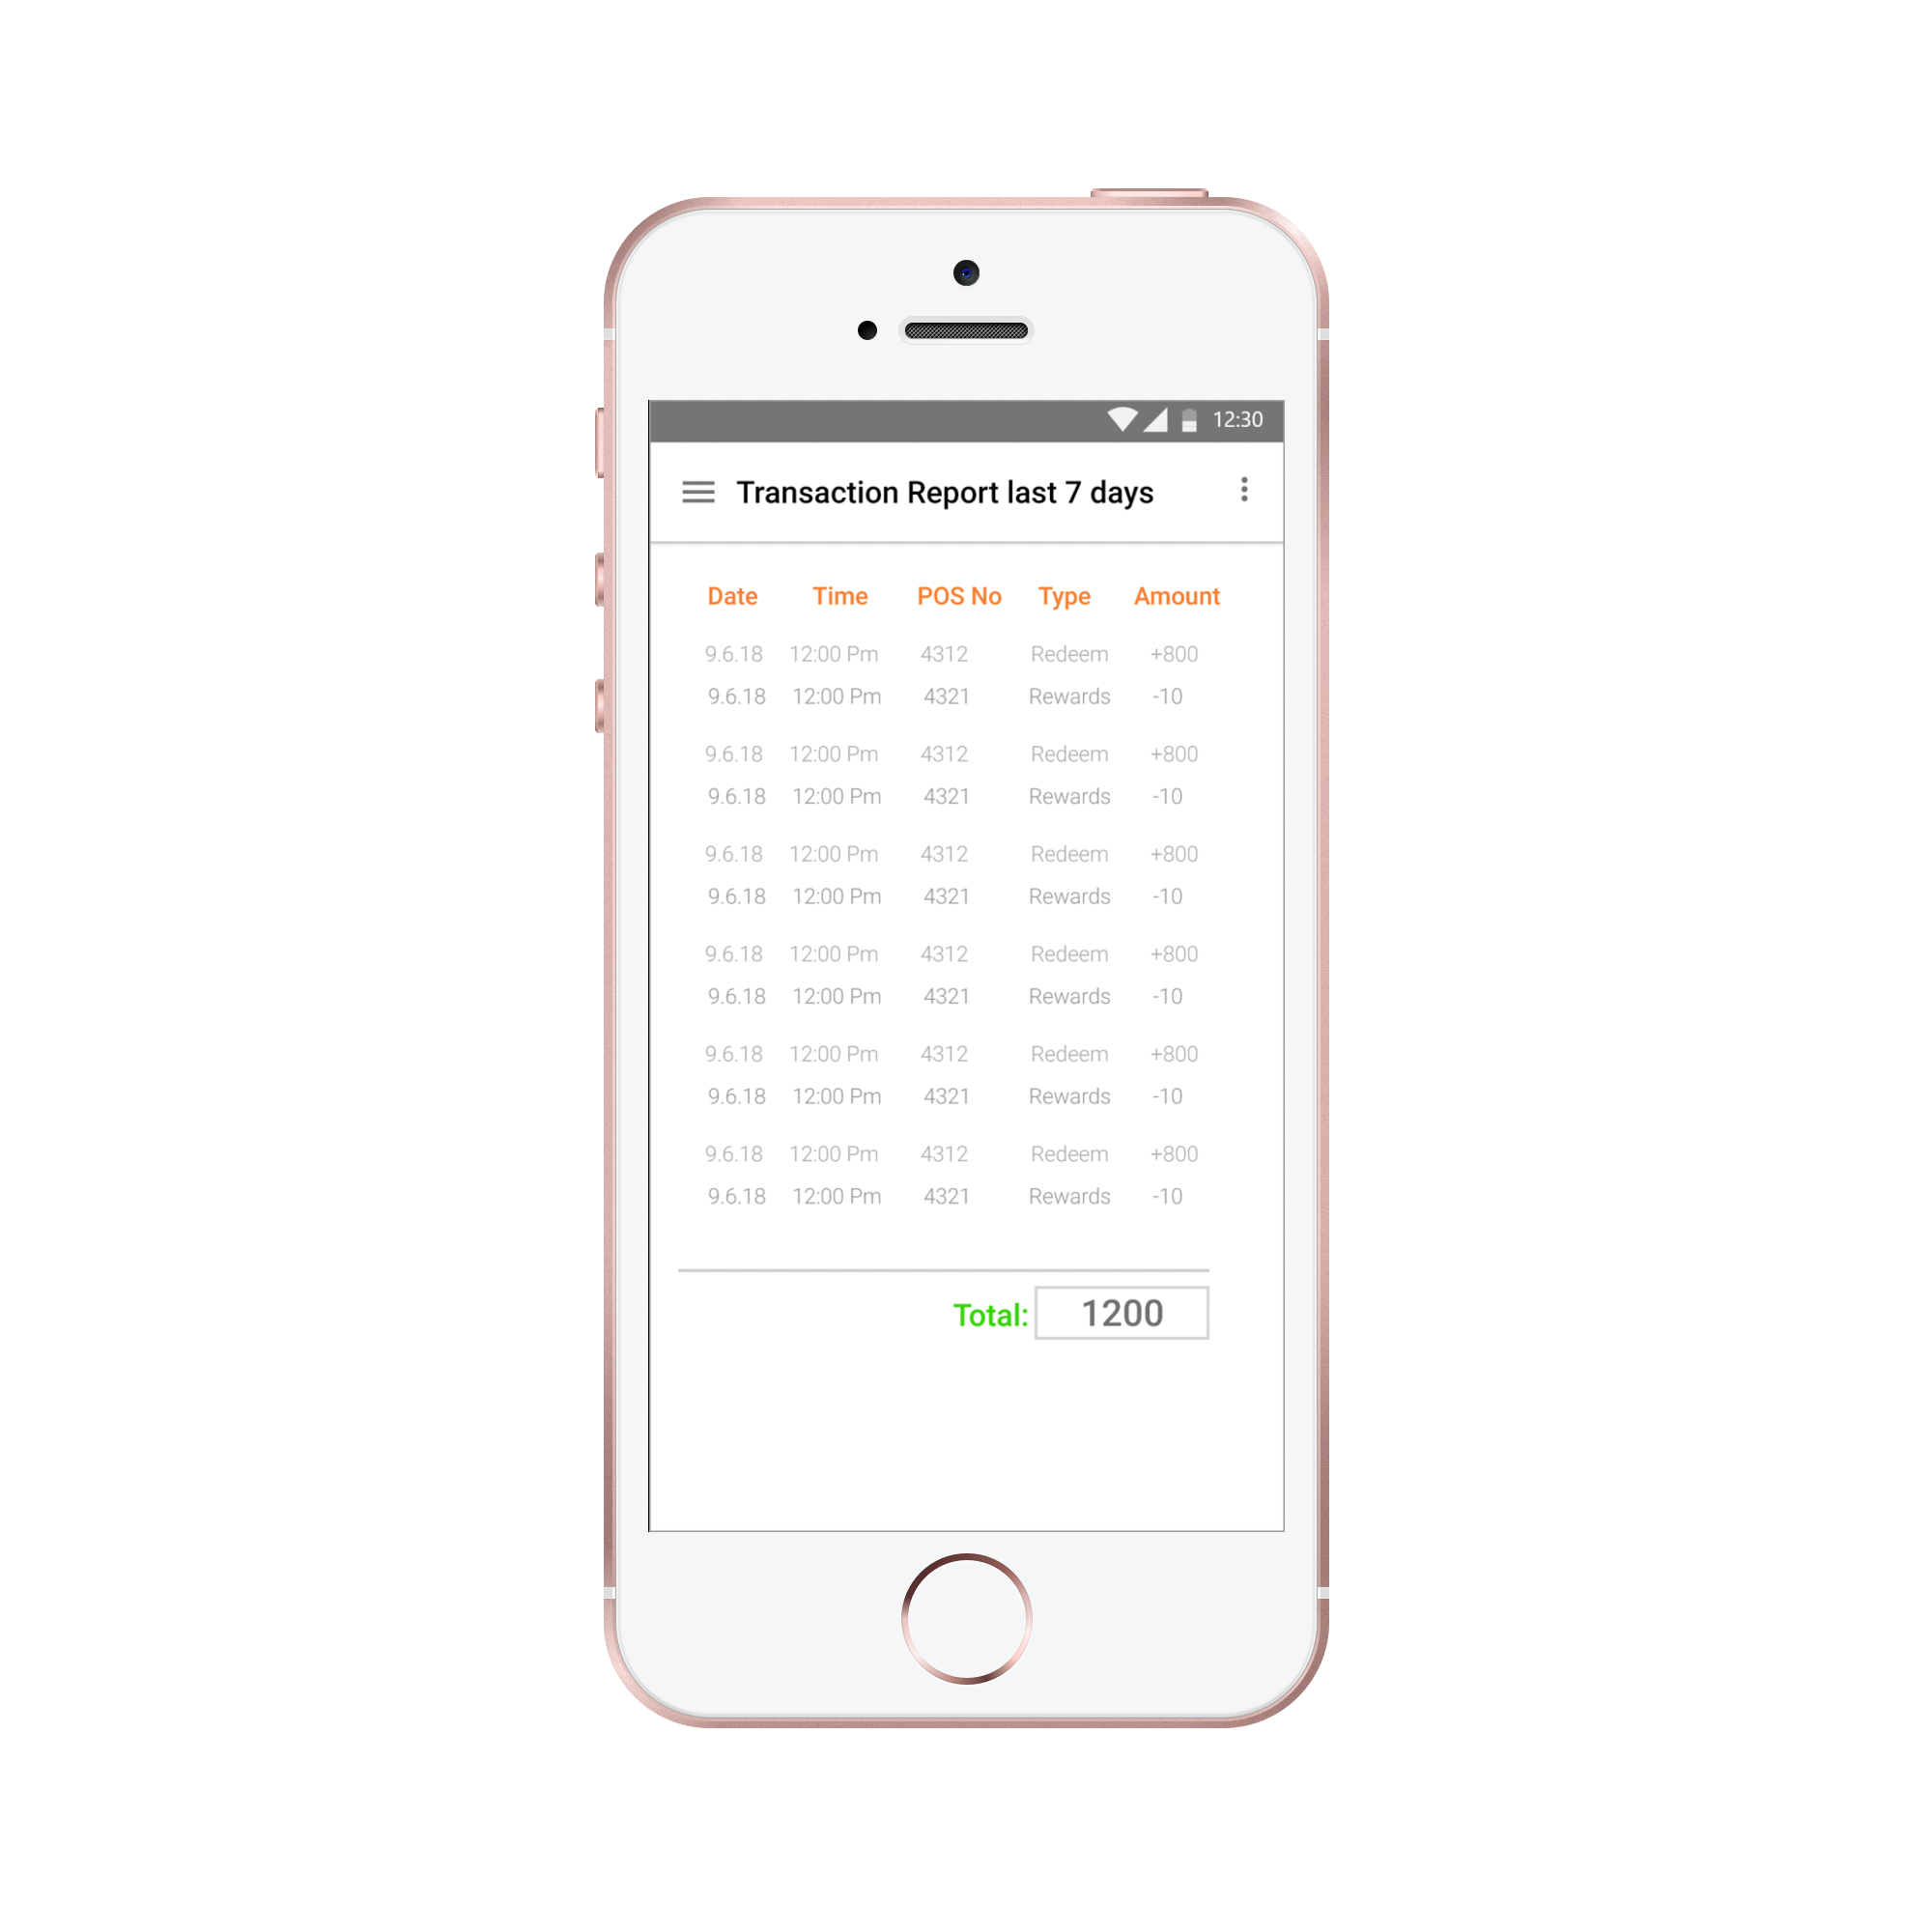 12:30
Transaction Report last 7 days
Date Time POS No Type Amount
9.6.18 12:00 Pm 4312 Redeem +800
9.6.18 12:00 Pm 4321 Rewards -10
9.6.18 12:00 Pm 4312 Redeem +800
9.6.18 12:00 Pm 4321 Rewards -10
9.6.18 12:00 Pm 4312 Redeem +800
9.6.18 12:00 Pm 4321 Rewards -10
9.6.18 12:00 Pm 4312 Redeem +800
9.6.18 12:00 Pm 4321 Rewards -10
9.6.18 12:00 Pm 4312 Redeem +800
9.6.18 12:00 Pm 4321 Rewards -10
9.6.18 12:00 Pm 4312 Redeem +800
9.6.18 12:00 Pm 4321 Rewards -10
Total: 1200